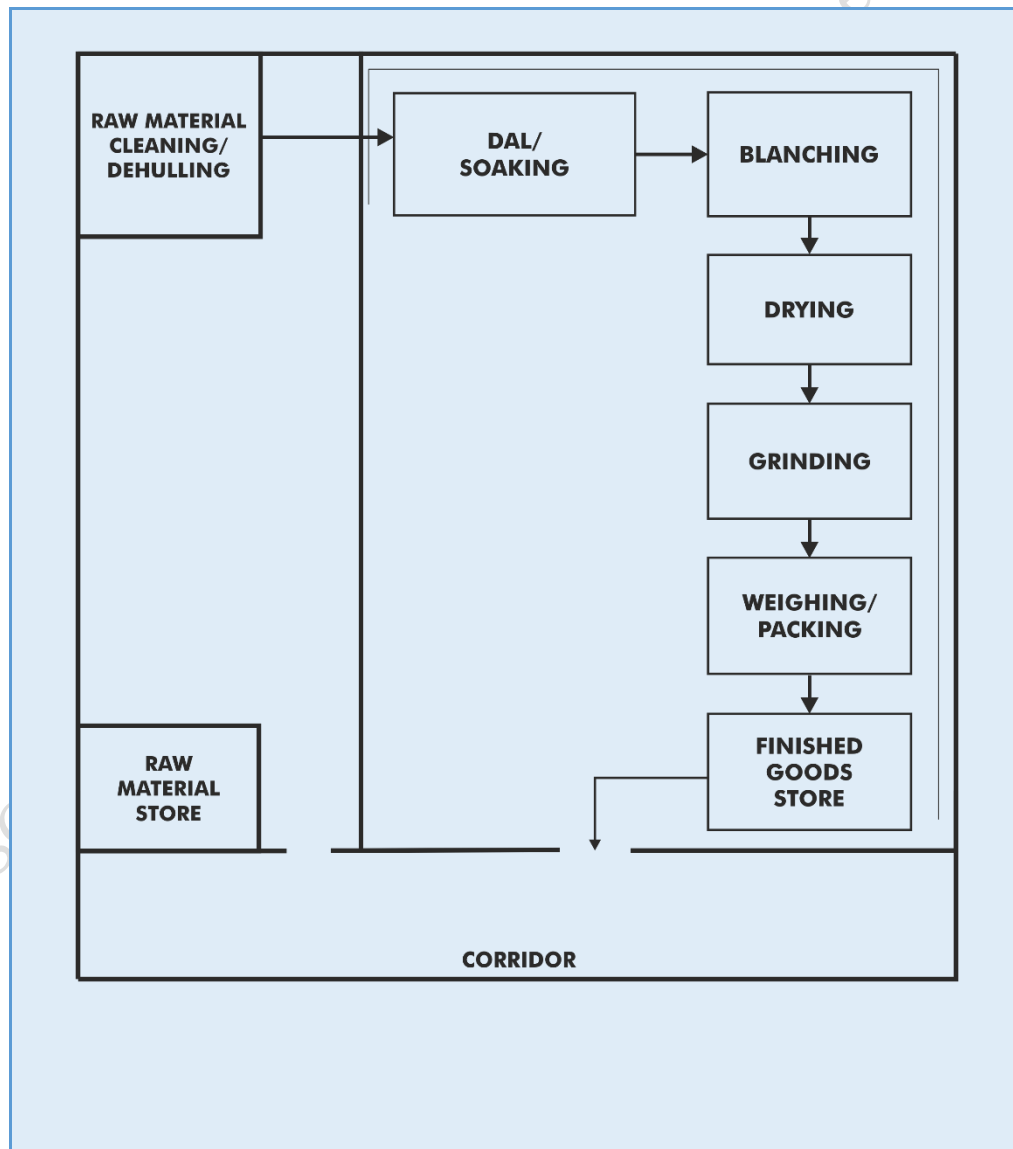 RAW MATERIAL
CLEANING/
DEHULLING
DAL/
SOAKING
BLANCHING
DRYING
GRINDING
WEIGHING/
PACKING
FINISHED
GOODS
STORE
RAW
MATERIAL
STORE
CORRIDOR